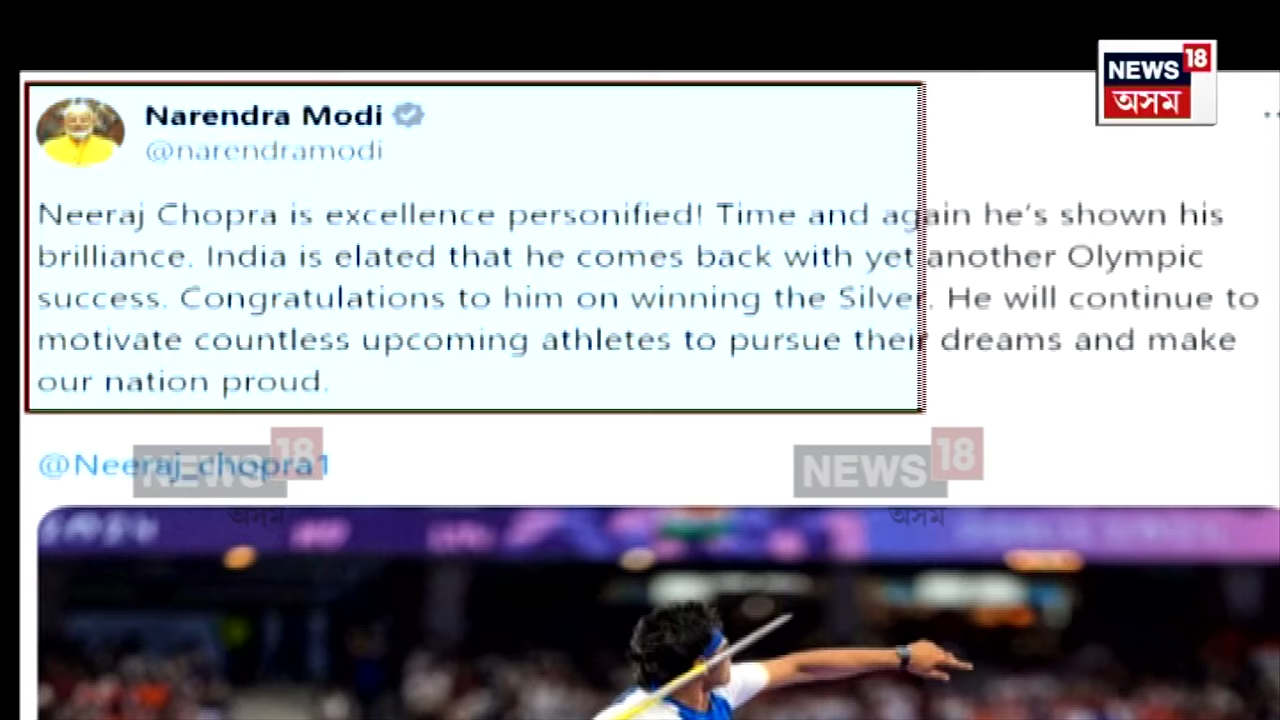 NEWS 18
অসম
Narendra Modi
@narendramodi
Neeraj Chopra is excellence personified! Time and again he's shown his
brilliance. India is elated that he comes back with yet another Olympic
success. Congratulations to him on winning the Silver. He will continue to
motivate countless upcoming athletes to pursue their dreams and make
our nation proud.
@Neeraj_chopra1
NEWS 18
অসম
NEWS 18
অসম